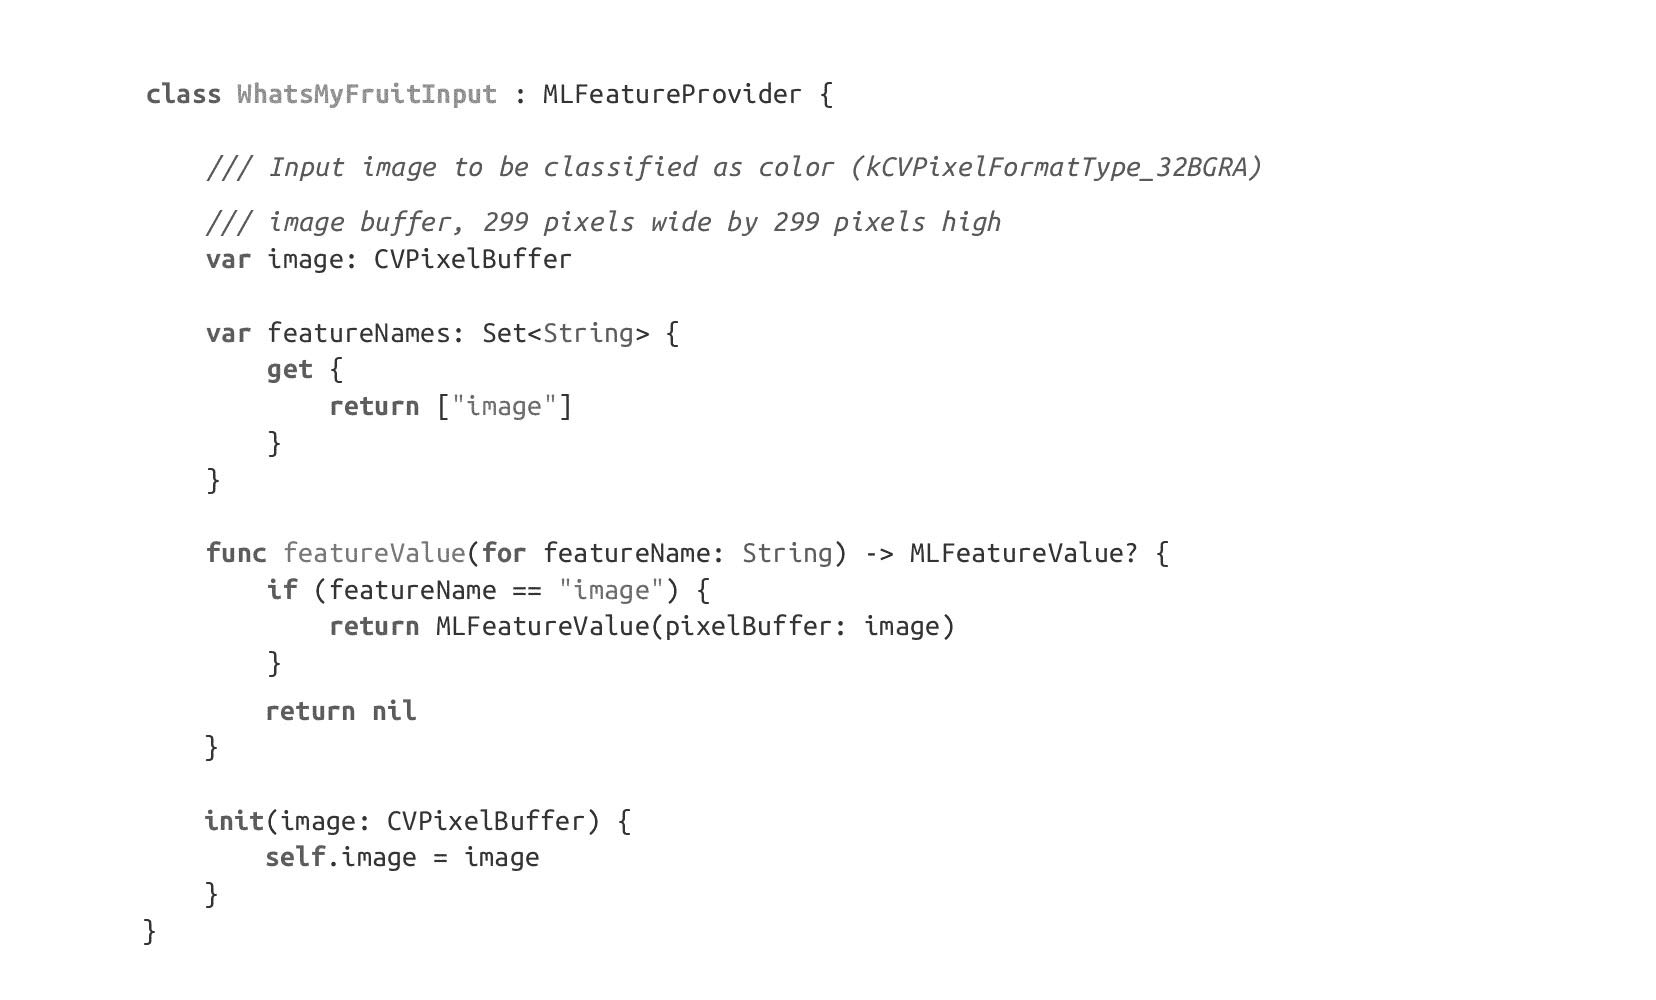 class WhatsMyFruitInput : MLFeatureProvider {
/// Input image to be classified as color (kCVPixelFormatType_32BGRA)
/// image buffer, 299 pixels wide by 299 pixels high
var image: CVPixelBuffer
var featureNames: Set<String> {
get {
return ["image"]
}
}
func featureValue(for featureName: String) -> MLFeatureValue? {
if (featureName == "image") {
return MLFeatureValue(pixelBuffer: image)
}
return nil
}
init(image: CVPixelBuffer) {
self.image = image
}
}